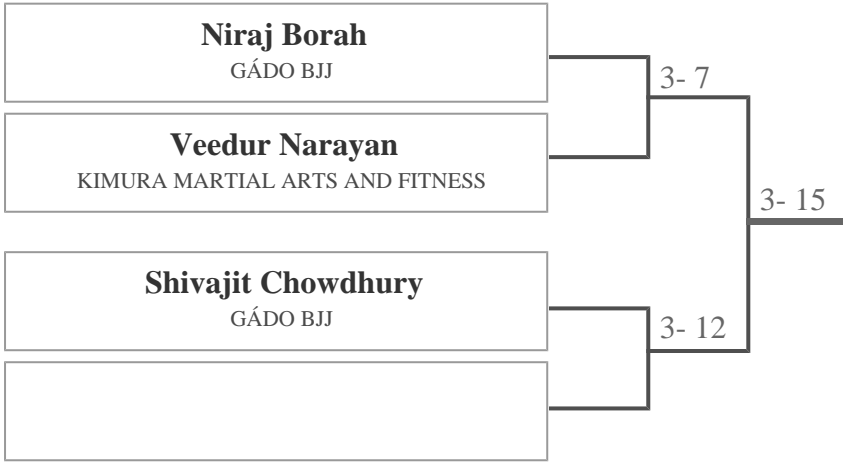 Niraj Borah
GÁDO BJJ
3- 7
Veedur Narayan
KIMURA MARTIAL ARTS AND FITNESS
3- 15
Shivajit Chowdhury
GÁDO BJJ
3- 12